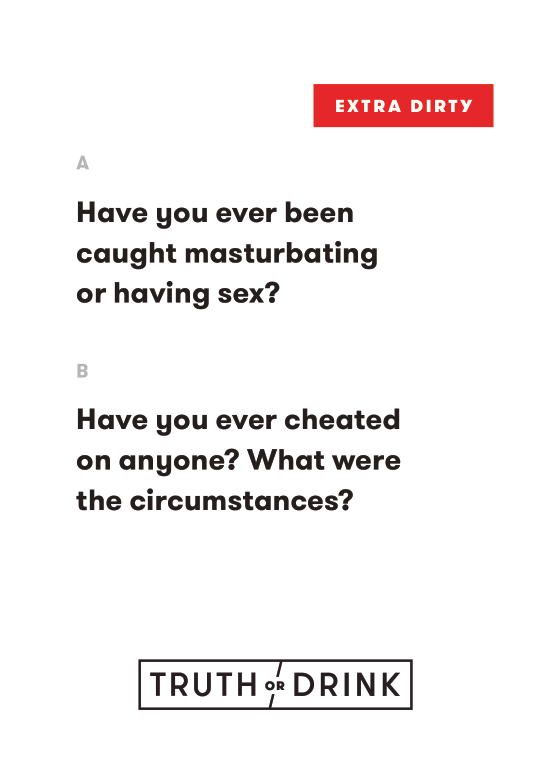 EXTRA DIRTY
A
Have you ever been
caught masturbating
or having sex?
B
Have you ever cheated
on anyone? What were
the circumstances?
TRUTH OR DRINK